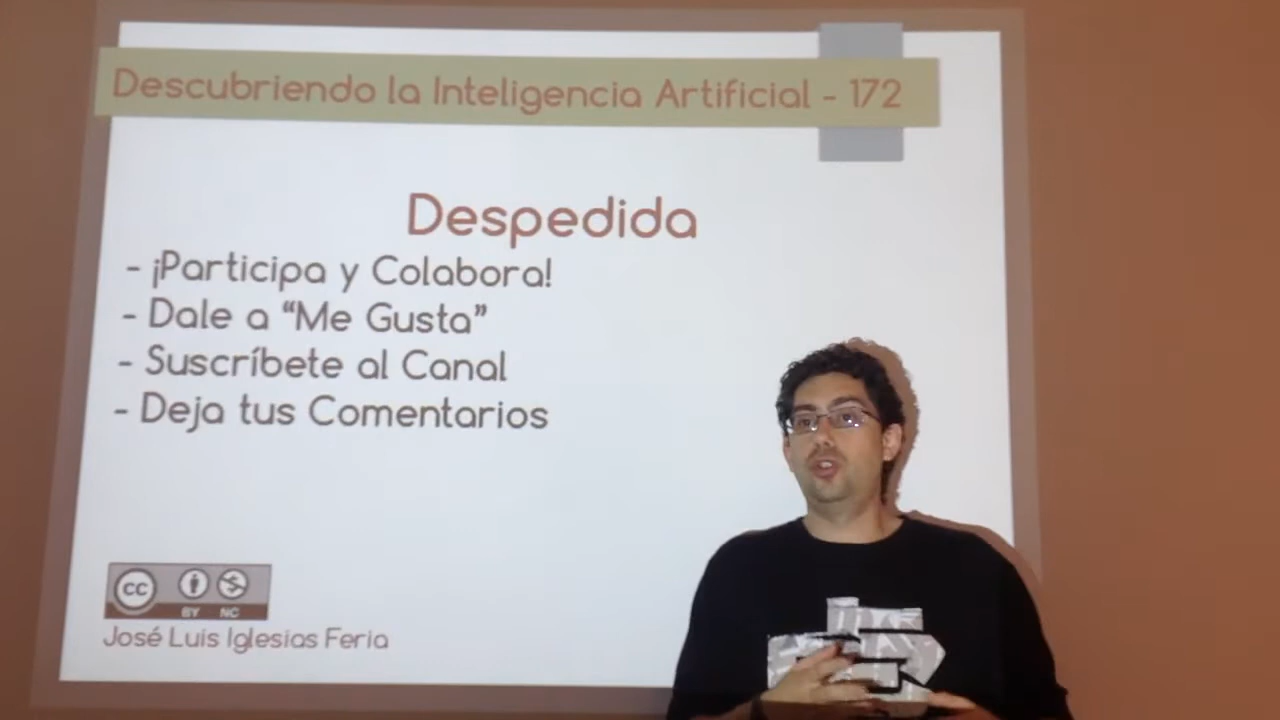 Descubriendo la Inteligencia Artificial - 172
Despedida
- ¡Participa y Colabora!
- Dale a “Me Gusta”
- Suscríbete al Canal
- Deja tus Comentarios
cc
BY NC
José Luis Iglesias Feria